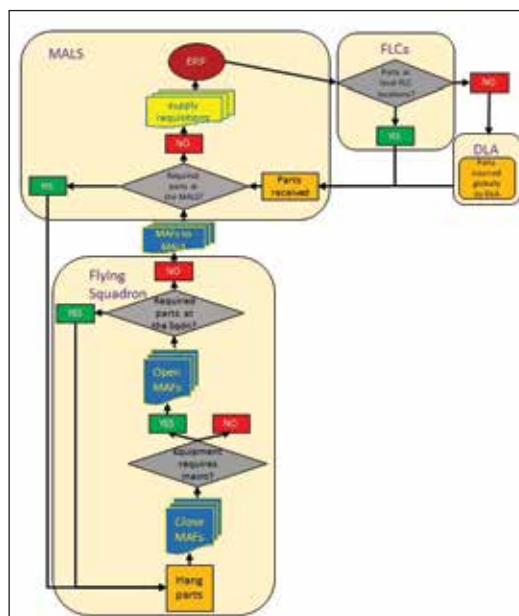 MALS
ERP
FLCs
Parts at
local FLC
locations?
NO
YES
DLA
Parts
sourced
globally
by DLA
supply
requisitions
NO
YES
Required
parts at
the MALS?
Parts
received
MAFs to
MALS
Flying
Squadron
NO
YES
Required
parts at
the Sqdn?
Open
MAFs
YES
NO
Equipment
requires
maint?
Close
MAFs
Hang
parts